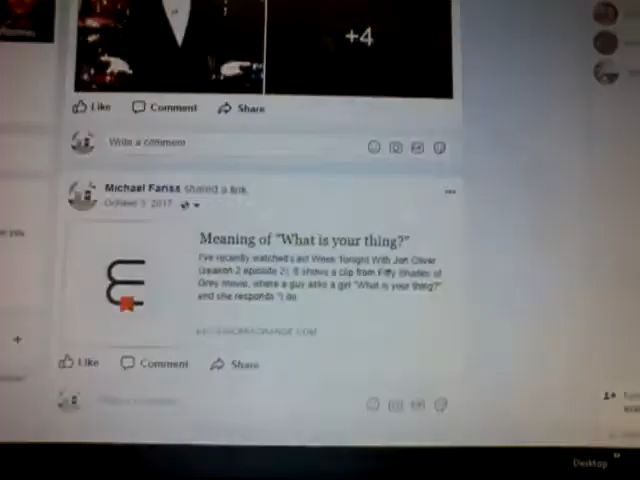 +4
Like Comment Share
Write a comment
Michael Fariss shared a link.
October 3, 2017
Meaning of "What is your thing?"
I've recently watched Last Week Tonight With Jon Oliver
(season 2 episode 2). It shows a clip from Fifty Shades of
Grey movie, where a guy asks a girl "What is your thing?"
and she responds "I do
Like Comment Share
Desktop